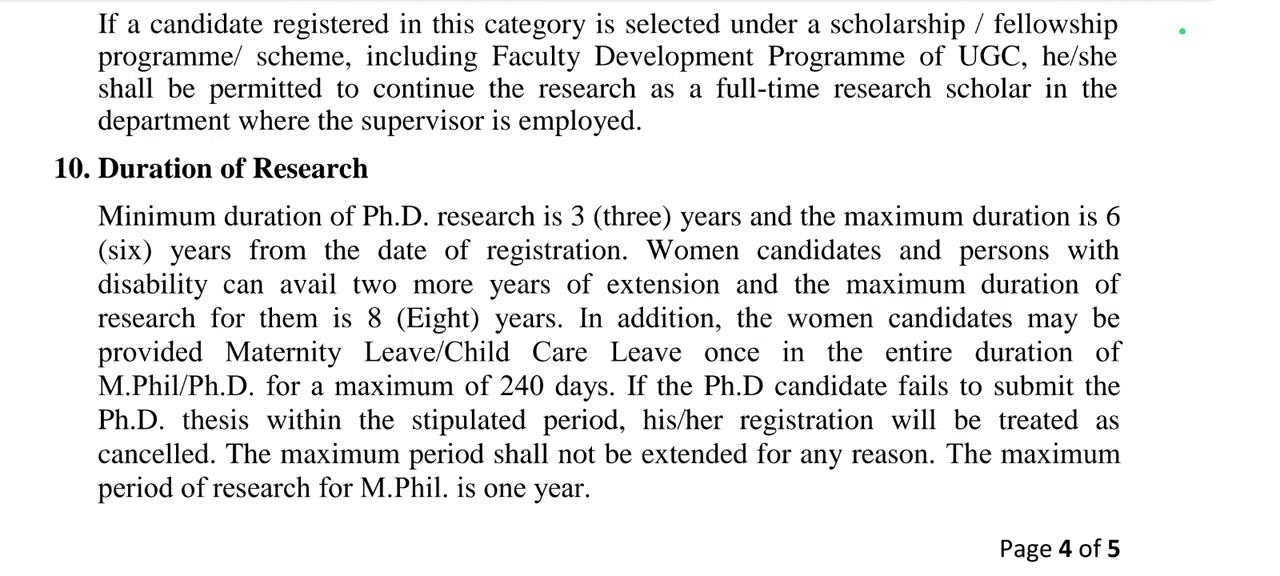 If a candidate registered in this category is selected under a scholarship / fellowship
programme/ scheme, including Faculty Development Programme of UGC, he/she
shall be permitted to continue the research as a full-time research scholar in the
department where the supervisor is employed.
10. Duration of Research
Minimum duration of Ph.D. research is 3 (three) years and the maximum duration is 6
(six) years from the date of registration. Women candidates and persons with
disability can avail two more years of extension and the maximum duration of
research for them is 8 (Eight) years. In addition, the women candidates may be
provided Maternity Leave/Child Care Leave once in the entire duration of
M.Phil/Ph.D. for a maximum of 240 days. If the Ph.D candidate fails to submit the
Ph.D. thesis within the stipulated period, his/her registration will be treated as
cancelled. The maximum period shall not be extended for any reason. The maximum
period of research for M.Phil. is one year.
Page 4 of 5